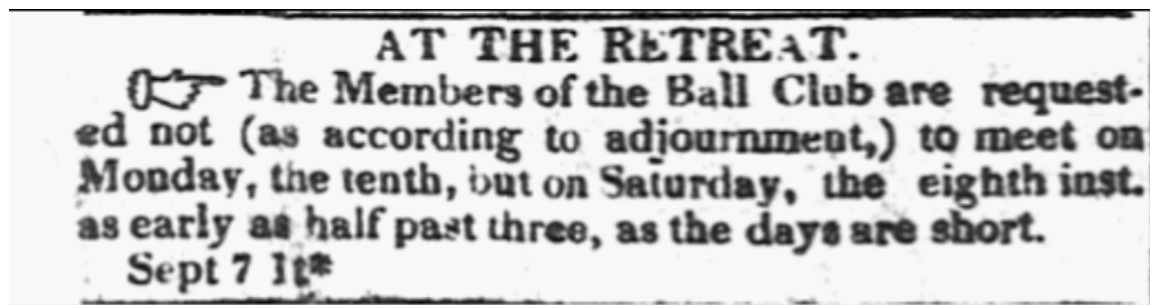 AT THE RETREAT.
☞ The Members of the Ball Club are request-
ed not (as according to adjournment,) to meet on
Monday, the tenth, but on Saturday, the eighth inst.
as early as half past three, as the days are short.
Sept 7 1t*